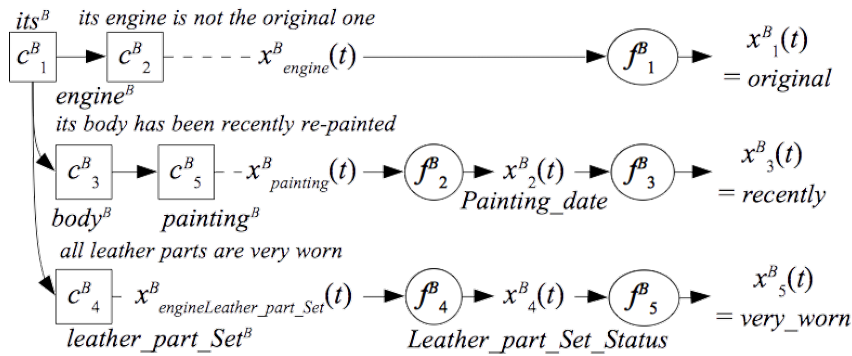 its^B its engine is not the original one
c^B_1 c^B_2 x^B_engine(t) f^B_1 x^B_1(t)
engine^B = original
its body has been recently re-painted
c^B_3 c^B_5 x^B_painting(t) f^B_2 x^B_2(t) f^B_3 x^B_3(t)
body^B painting^B Painting_date = recently
all leather parts are very worn
c^B_4 x^B_engineLeather_part_Set(t) f^B_4 x^B_4(t) f^B_5 x^B_5(t)
leather_part_Set^B Leather_part_Set_Status = very_worn